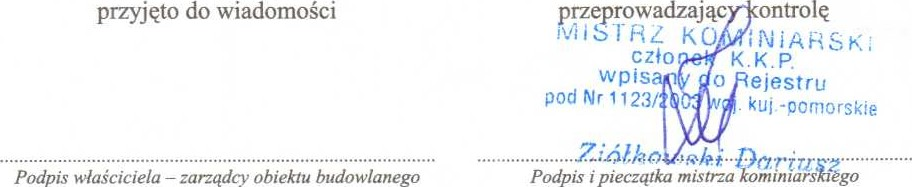 przyjęto do wiadomości
przeprowadzający kontrolę
MISTRZ KOMINIARSKI
członek K.K.P.
wpisany do Rejestru
pod Nr 1123/2003 woj. kuj.-pomorskie
Ziółkowski Dariusz
Podpis właściciela – zarządcy obiektu budowlanego
Podpis i pieczątka mistrza kominiarskiego